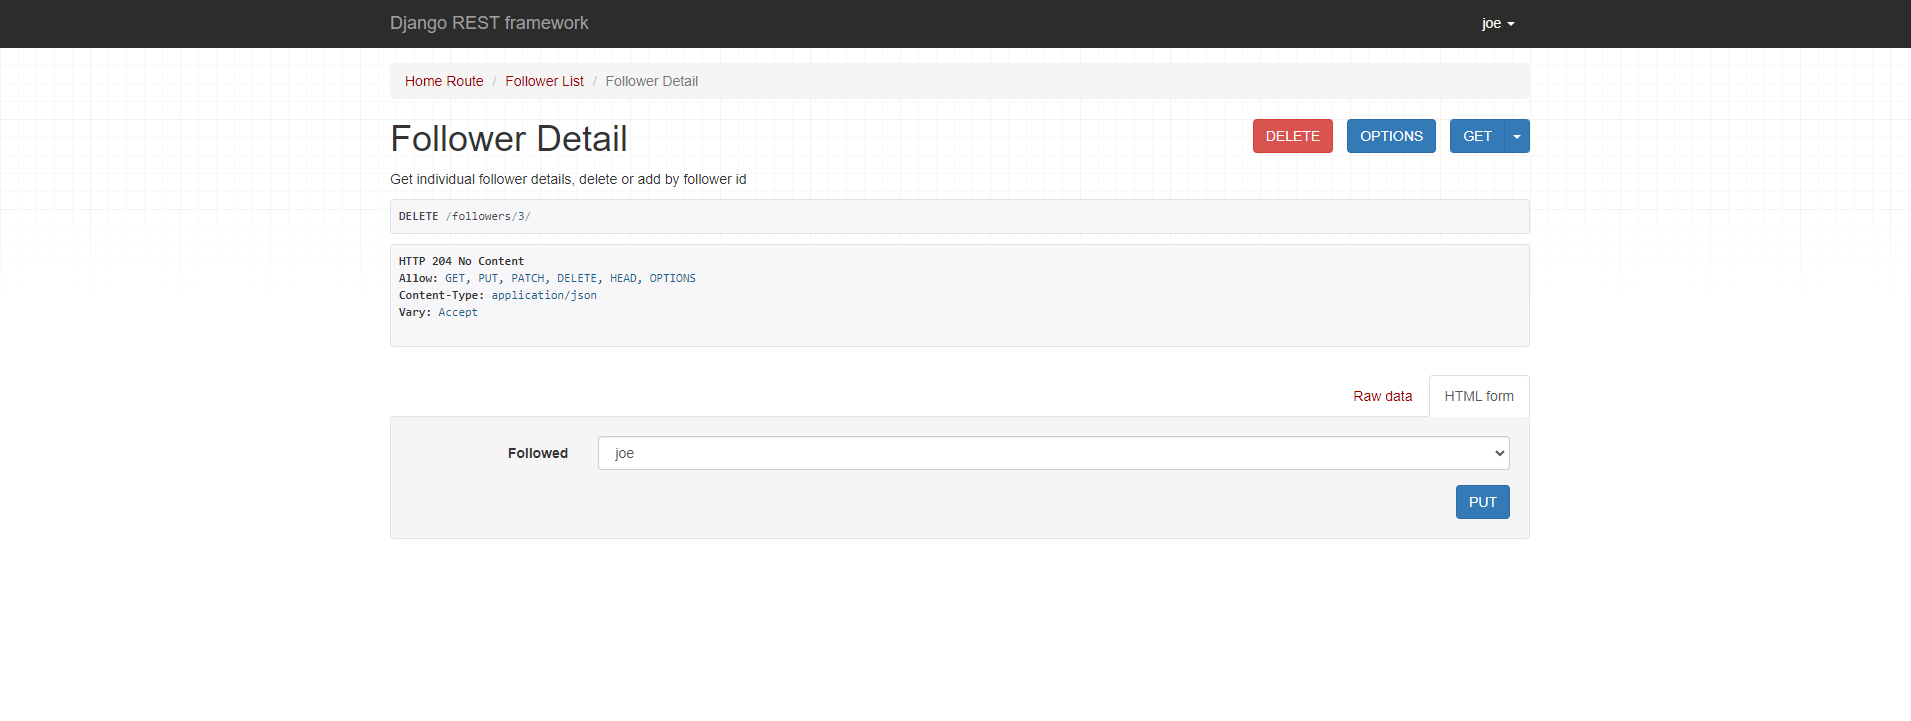 Django REST framework
joe
Home Route / Follower List / Follower Detail
Follower Detail
DELETE
OPTIONS
GET
Get individual follower details, delete or add by follower id
DELETE /followers/3/
HTTP 204 No Content
Allow: GET, PUT, PATCH, DELETE, HEAD, OPTIONS
Content-Type: application/json
Vary: Accept
Raw data
HTML form
Followed
joe
PUT